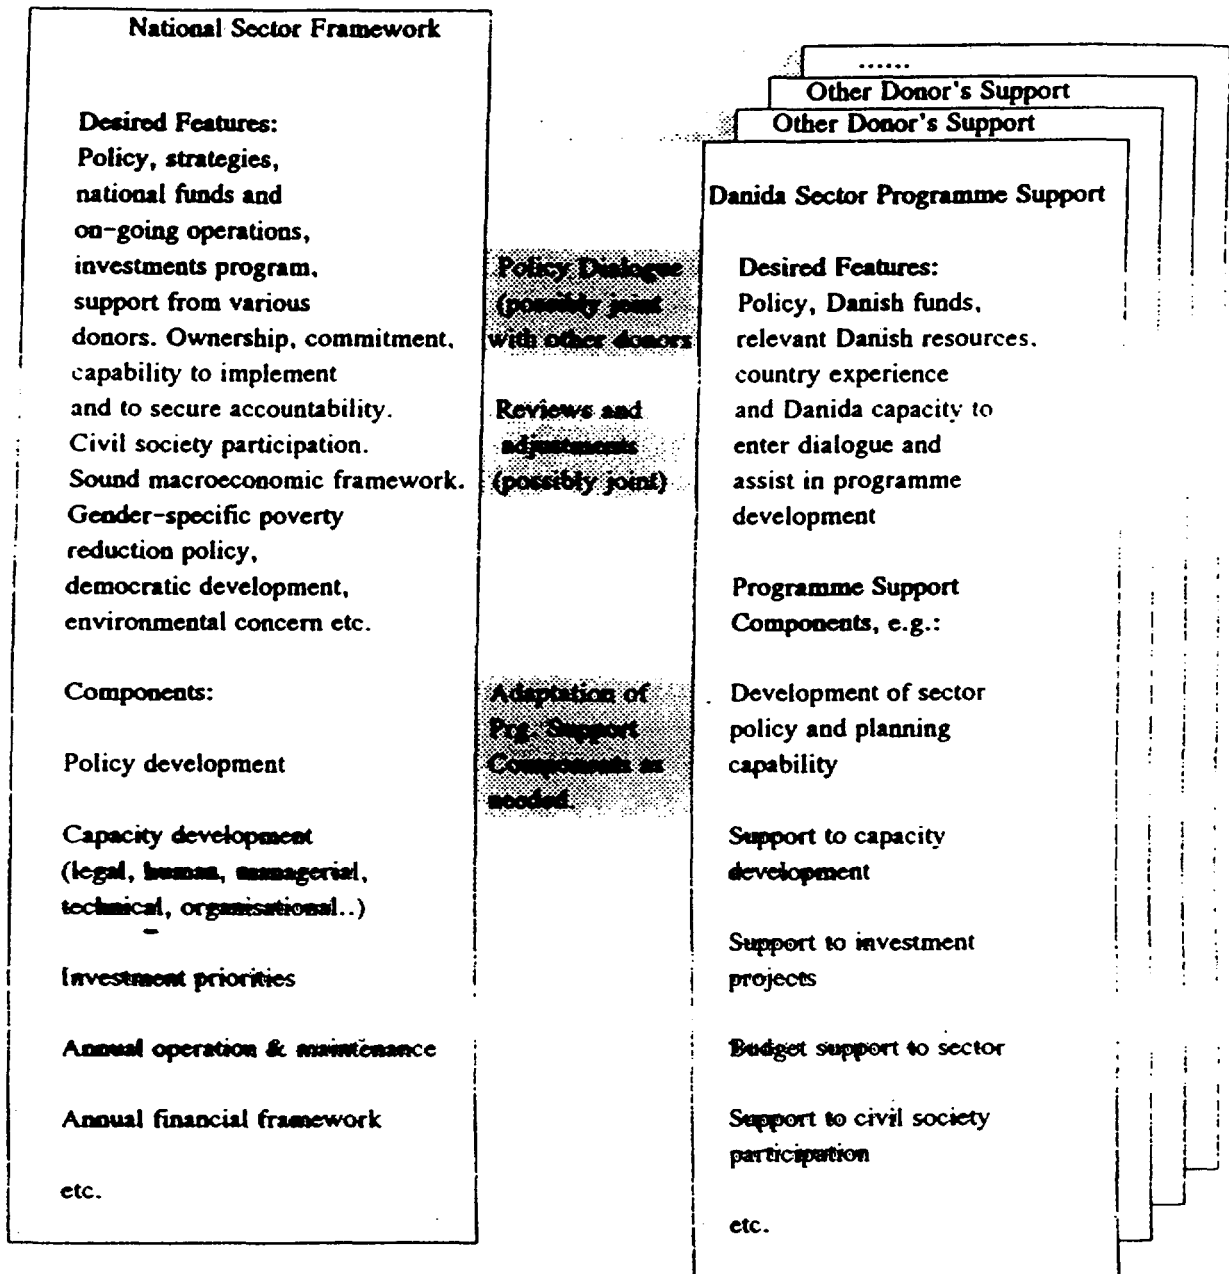 National Sector Framework
Desired Features:
Policy, strategies,
national funds and
on-going operations,
investments program,
support from various
donors. Ownership, commitment,
capability to implement
and to secure accountability.
Civil society participation.
Sound macroeconomic framework.
Gender-specific poverty
reduction policy,
democratic development,
environmental concern etc.
Components:
Policy development
Capacity development
(legal, human, managerial,
technical, organisational..)
Investment priorities
Annual operation & maintenance
Annual financial framework
etc.
Policy Dialogue
(possibly joint
with other donors
Reviews and
adjustments
(possibly joint)
Adaptation of
Prg. Support
Components as
needed.
......
Other Donor's Support
Other Donor's Support
Danida Sector Programme Support
Desired Features:
Policy, Danish funds,
relevant Danish resources,
country experience
and Danida capacity to
enter dialogue and
assist in programme
development
Programme Support
Components, e.g.:
Development of sector
policy and planning
capability
Support to capacity
development
Support to investment
projects
Budget support to sector
Support to civil society
participation
etc.